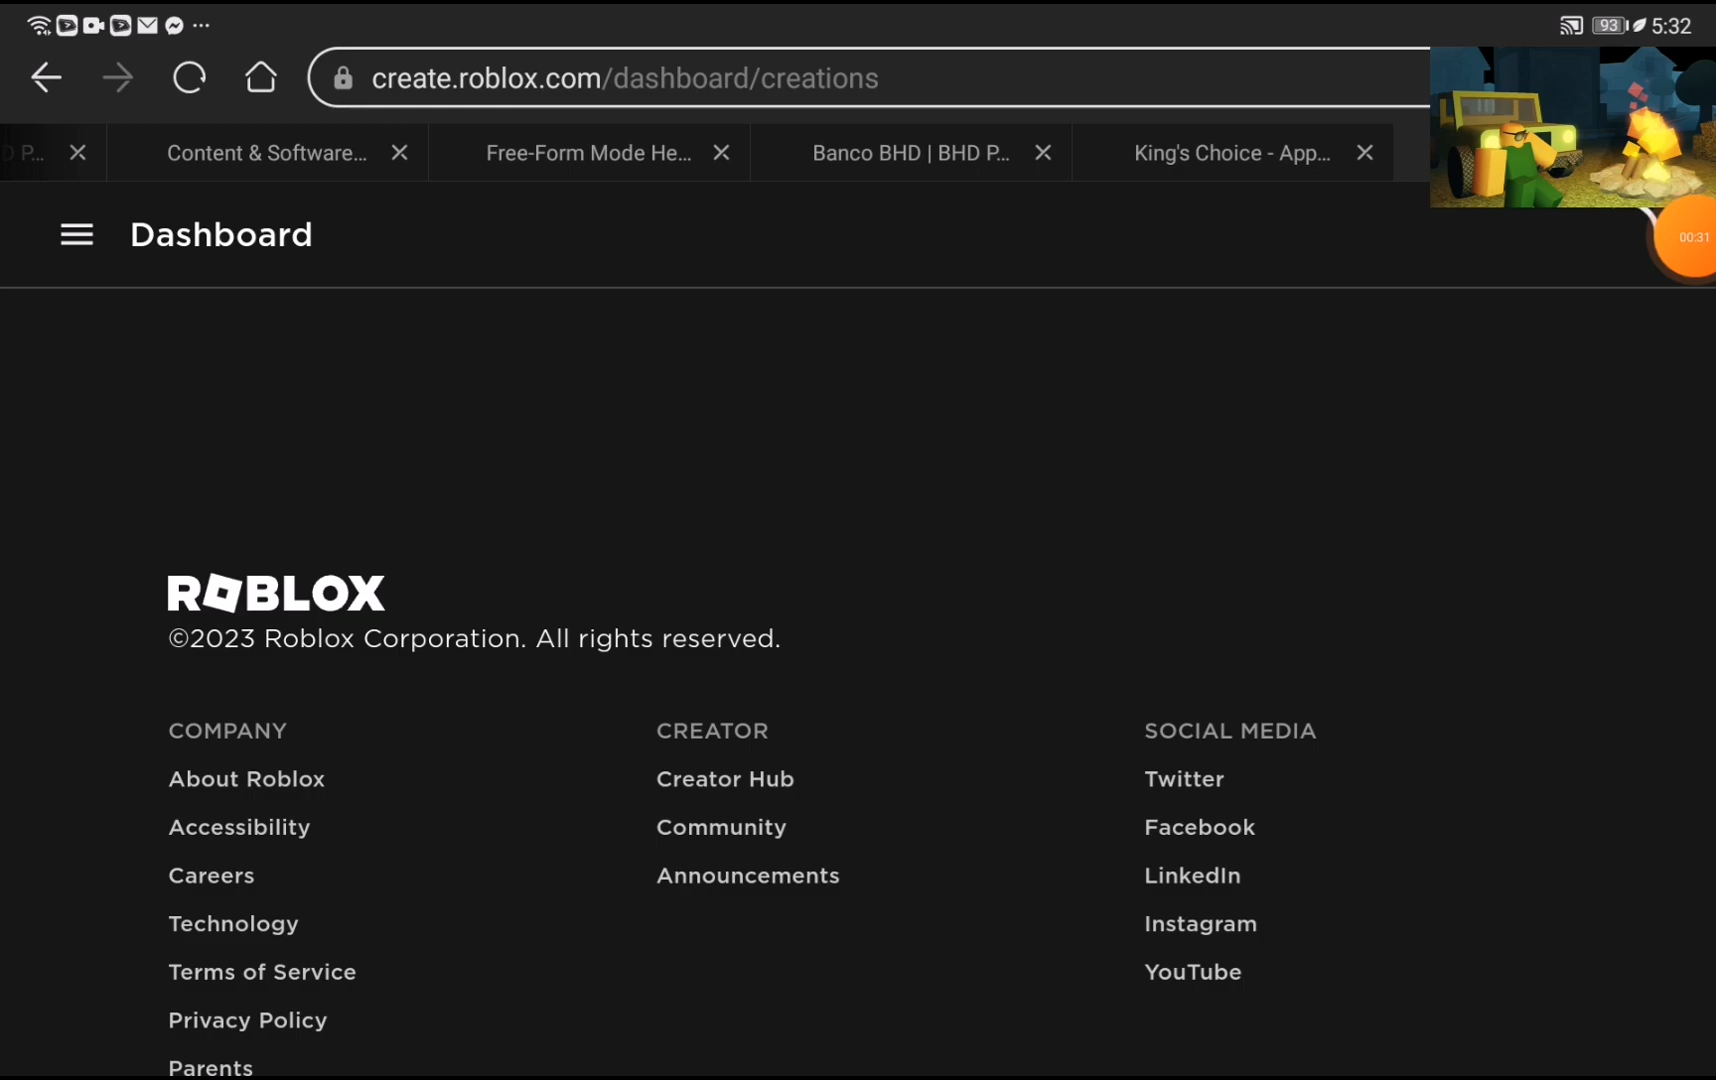 93 5:32
create.roblox.com/dashboard/creations
D P... Content & Software... Free-Form Mode He... Banco BHD | BHD P... King's Choice - App...
00:31
Dashboard
ROBLOX
©2023 Roblox Corporation. All rights reserved.
COMPANY CREATOR SOCIAL MEDIA
About Roblox Creator Hub Twitter
Accessibility Community Facebook
Careers Announcements LinkedIn
Technology Instagram
Terms of Service YouTube
Privacy Policy
Parents